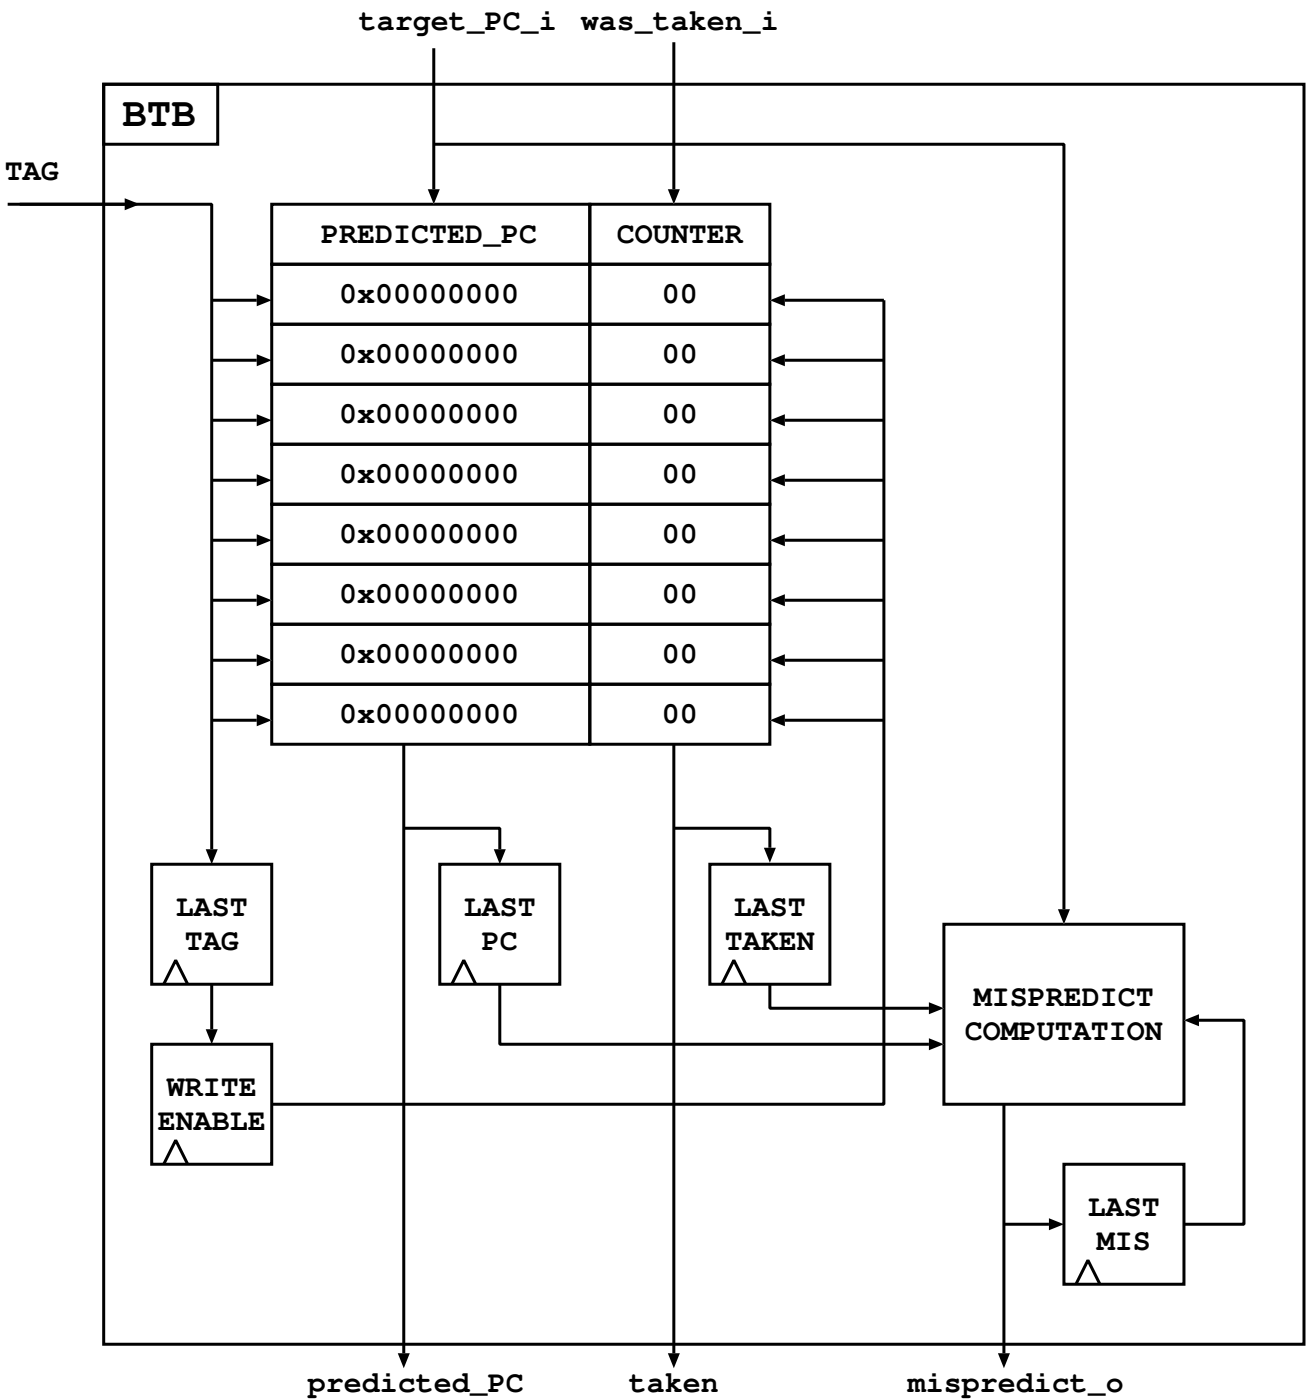 target_PC_i was_taken_i
BTB
TAG
PREDICTED_PC COUNTER
0x00000000 00
0x00000000 00
0x00000000 00
0x00000000 00
0x00000000 00
0x00000000 00
0x00000000 00
0x00000000 00
LAST
TAG
LAST
PC
LAST
TAKEN
MISPREDICT
COMPUTATION
WRITE
ENABLE
LAST
MIS
predicted_PC taken mispredict_o